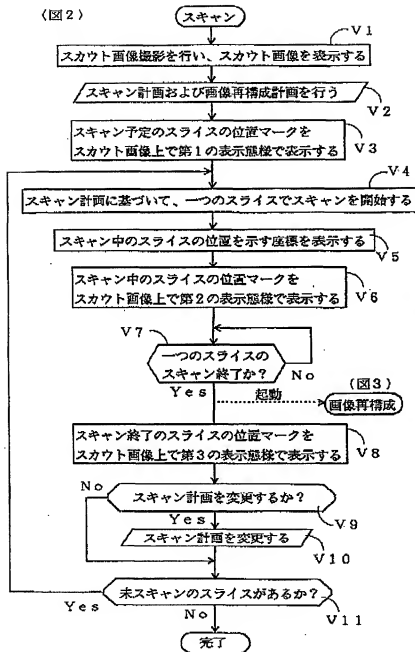 (図2)
スキャン
V1
スカウト画像撮影を行い、スカウト画像を表示する
スキャン計画および画像再構成計画を行う
V2
スキャン予定のスライスの位置マークを
スカウト画像上で第1の表示態様で表示する
V3
V4
スキャン計画に基づいて、一つのスライスでスキャンを開始する
スキャン中のスライスの位置を示す座標を表示する
V5
スキャン中のスライスの位置マークを
スカウト画像上で第2の表示態様で表示する
V6
V7
一つのスライスの
スキャン終了か?
No
Yes
起動
(図3)
画像再構成
スキャン終了のスライスの位置マークを
スカウト画像上で第3の表示態様で表示する
V8
No
スキャン計画を変更するか?
V9
Yes
スキャン計画を変更する
V10
Yes
未スキャンのスライスがあるか?
V11
No
完了